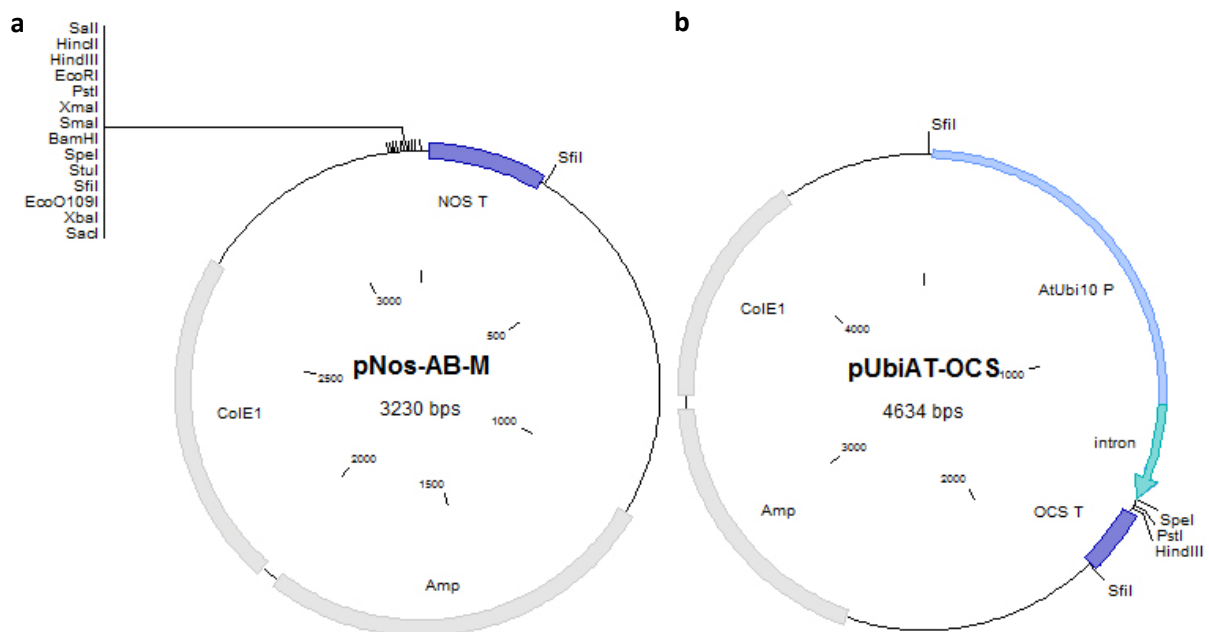 a
SalI
HincII
HindIII
EcoRI
PstI
XmaI
SmaI
BamHI
SpeI
StuI
SfiI
EcoO109I
XbaI
SacI
SfiI
NOS T
3000
500
pNos-AB-M
2500
3230 bps
ColE1
1000
2000
1500
Amp
b
SfiI
AtUbi10 P
ColE1
4000
pUbiAT-OCS
1000
4634 bps
intron
3000
2000
Amp
OCS T
SpeI
PstI
HindIII
SfiI